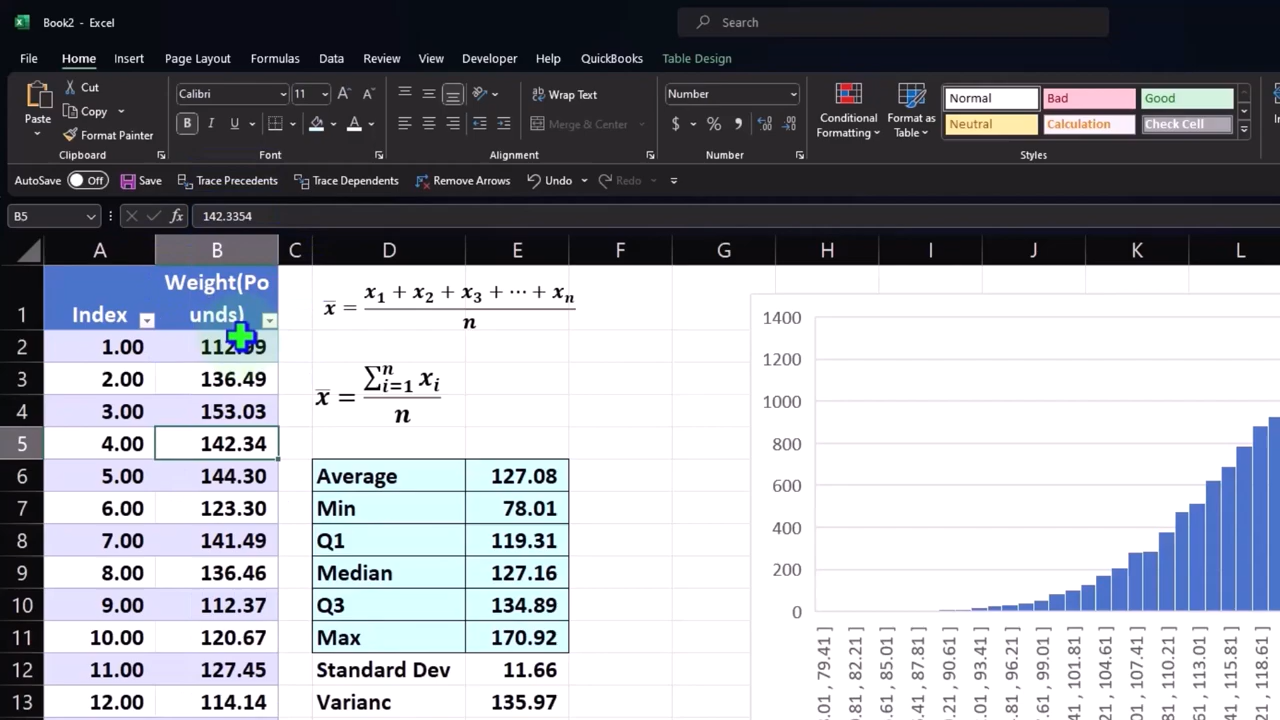 Book2 - Excel
Search
File Home Insert Page Layout Formulas Data Review View Developer Help QuickBooks Table Design
Paste
Cut
Copy
Format Painter
Clipboard
Calibri 11
B I U
Font
Wrap Text
Merge & Center
Alignment
Number
$ % ,
Number
Conditional Formatting
Format as Table
Normal Bad Good
Neutral Calculation Check Cell
Styles
AutoSave Off Save Trace Precedents Trace Dependents Remove Arrows Undo Redo
B5 fx 142.3354
A B C D E F G H I J K L
1 Index Weight(Pounds)
x̅ = x₁ + x₂ + x₃ + ⋯ + xₙ / n
2 1.00
3 2.00 136.49
x̅ = ∑ⁿᵢ₌₁ xᵢ / n
4 3.00 153.03
5 4.00 142.34
6 5.00 144.30 Average 127.08
7 6.00 123.30 Min 78.01
8 7.00 141.49 Q1 119.31
9 8.00 136.46 Median 127.16
10 9.00 112.37 Q3 134.89
11 10.00 120.67 Max 170.92
12 11.00 127.45 Standard Dev 11.66
13 12.00 114.14 Varianc 135.97
1400
1200
1000
800
600
400
200
0
, 79.41 ]
, 82.21 ]
, 85.01 ]
, 87.81 ]
, 90.61 ]
, 93.41 ]
, 96.21 ]
, 99.01 ]
, 101.81 ]
, 104.61 ]
, 107.41 ]
, 110.21 ]
, 113.01 ]
, 115.81 ]
, 118.61 ]